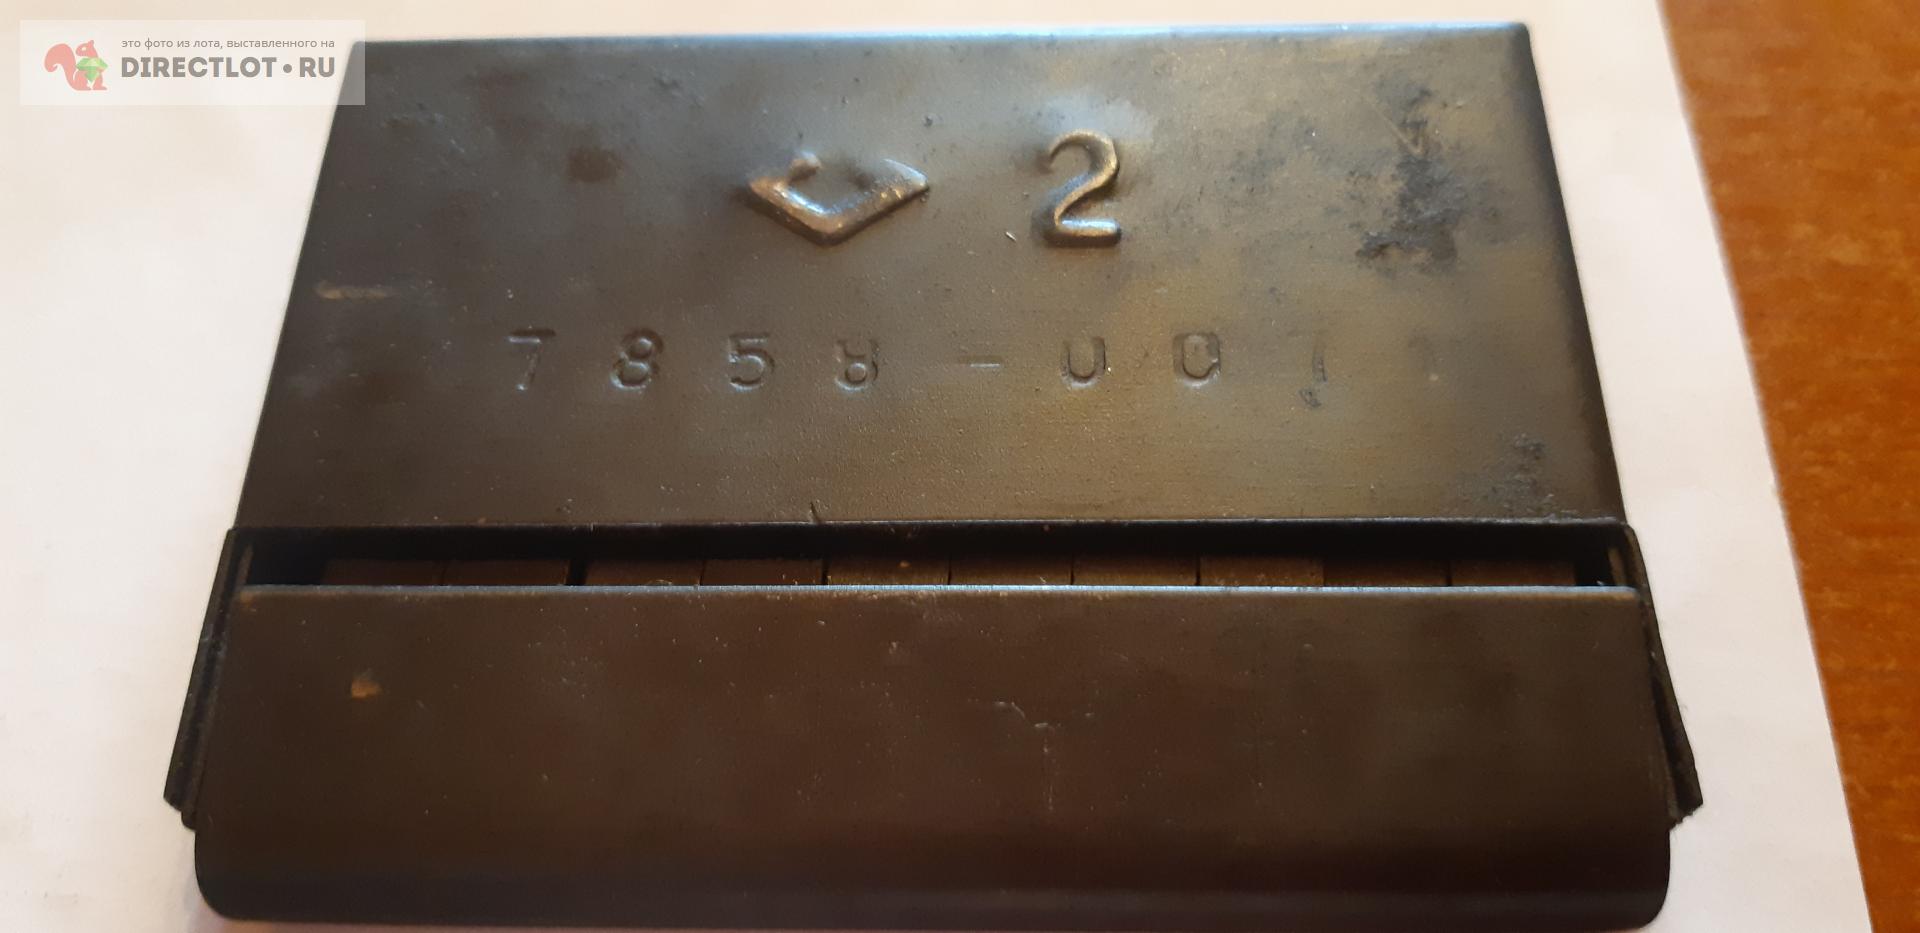 это фото из лота, выставленного на
DIRECTLOT•RU
2
7858-001